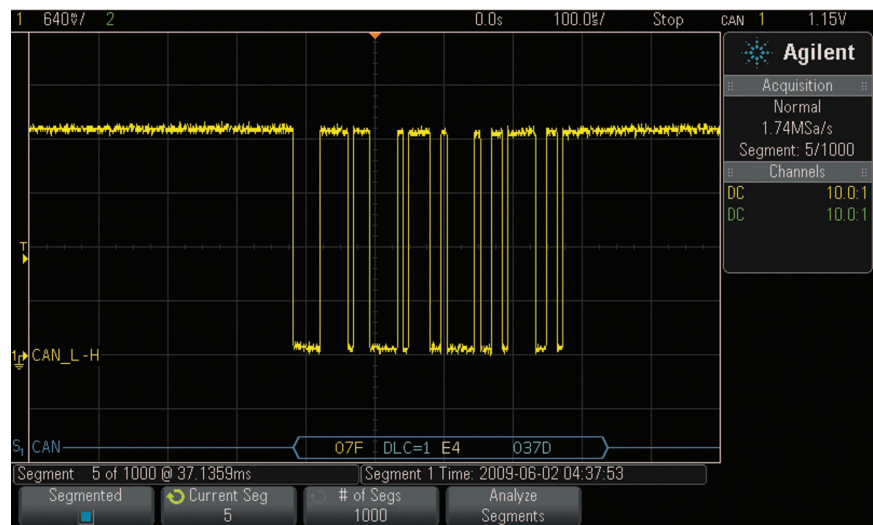 1 640♈/ 2 0.0s 100.0㎲/ Stop CAN 1 1.15V
Agilent
Acquisition
Normal
1.74MSa/s
Segment: 5/1000
Channels
DC 10.0:1
DC 10.0:1
T
1 CAN_L-H
S1 CAN 07F DLC=1 E4 037D
Segment 5 of 1000 @ 37.1359ms Segment 1 Time: 2009-06-02 04:37:53
Segmented Current Seg # of Segs Analyze
5 1000 Segments